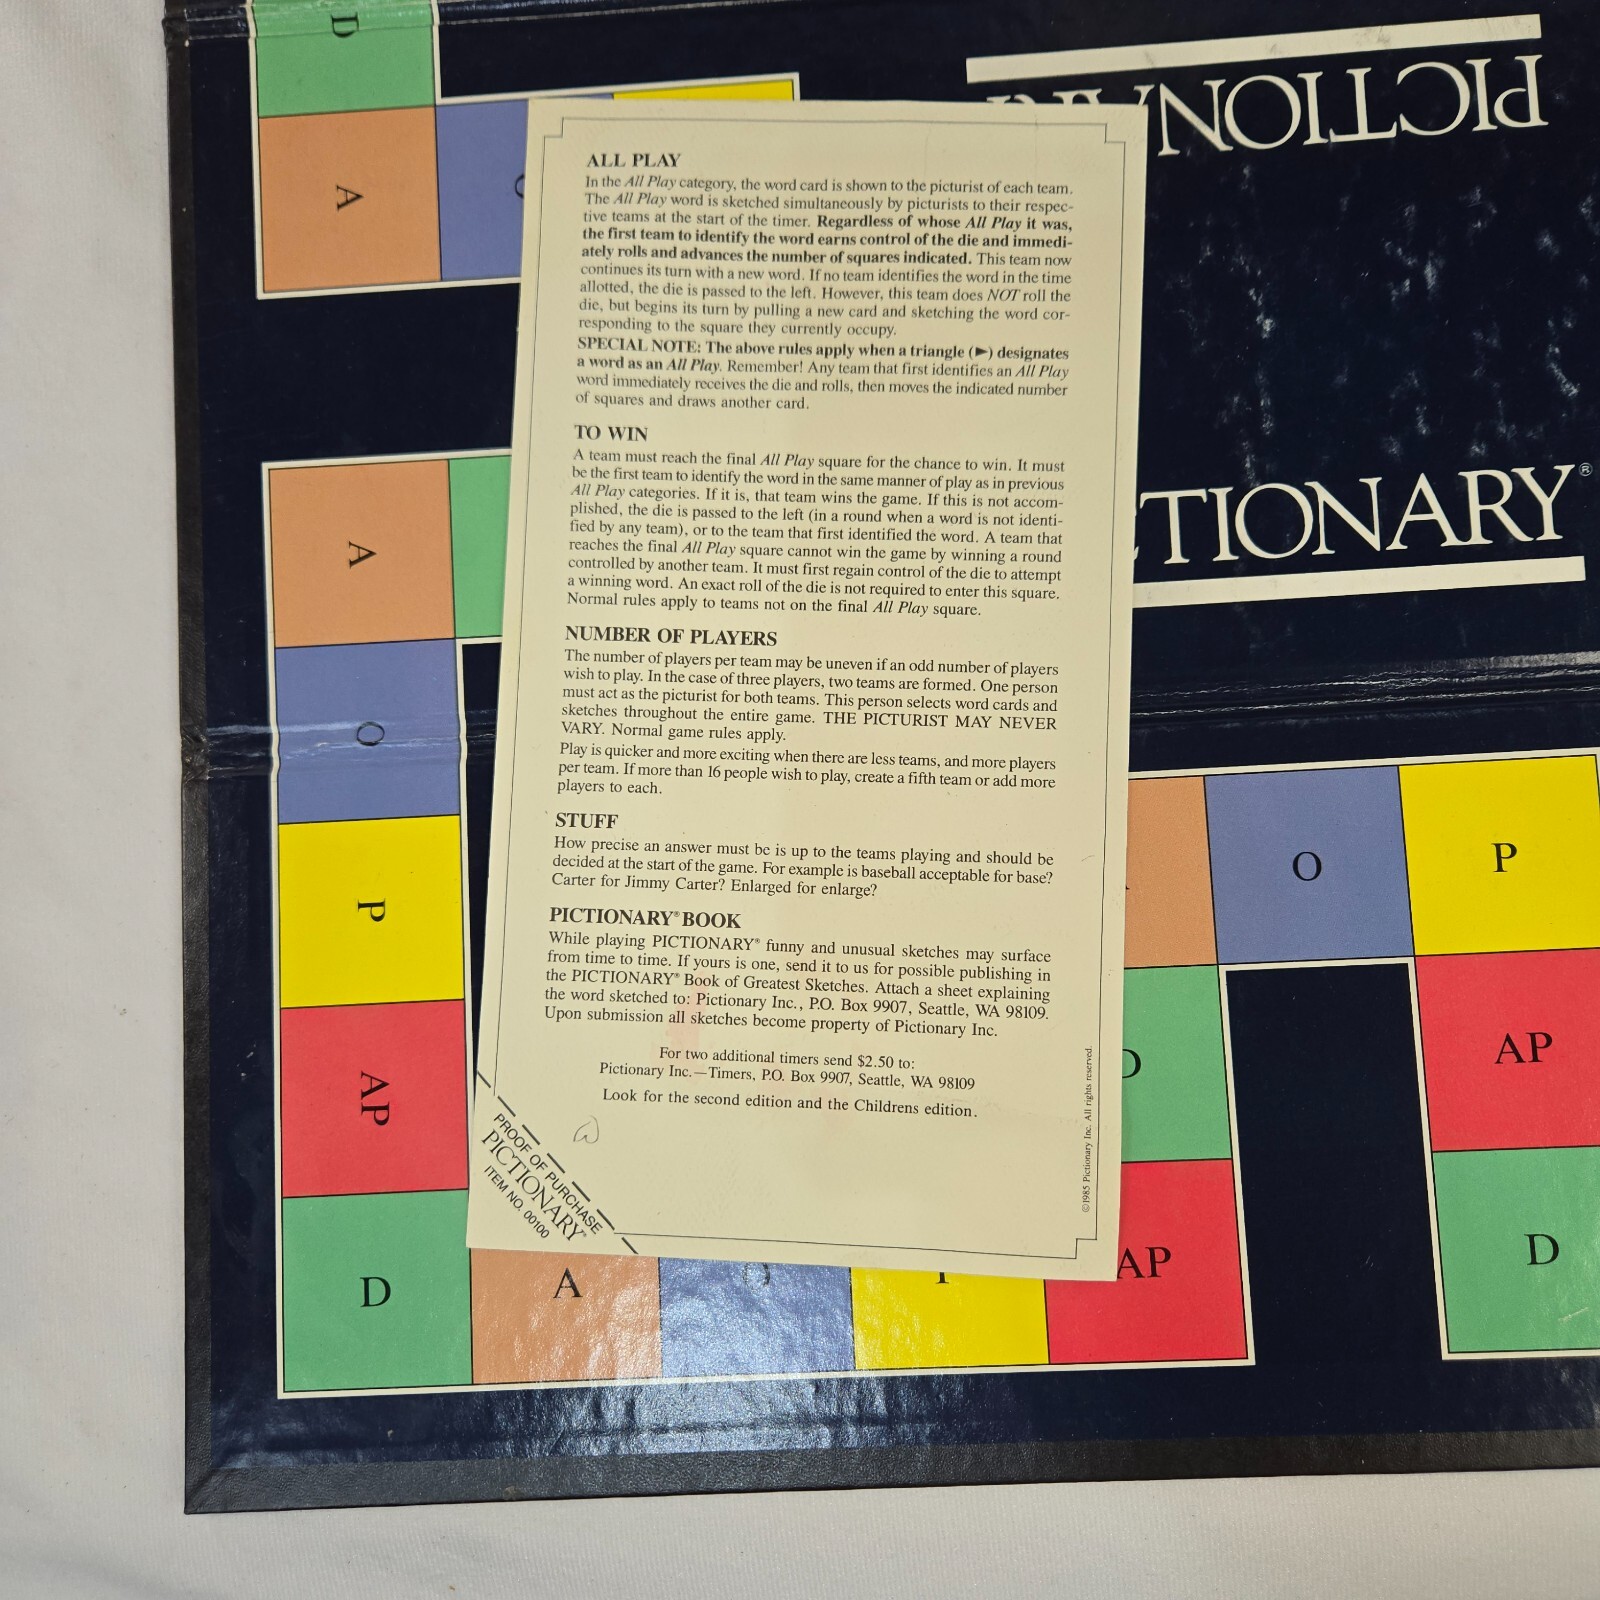 D
PICTION
A
ALL PLAY
In the All Play category, the word card is shown to the picturist of each team.
The All Play word is sketched simultaneously by picturists to their respec-
tive teams at the start of the timer. Regardless of whose All Play it was,
the first team to identify the word earns control of the die and immedi-
ately rolls and advances the number of squares indicated. This team now
continues its turn with a new word. If no team identifies the word in the time
allotted, the die is passed to the left. However, this team does NOT roll the
die, but begins its turn by pulling a new card and sketching the word cor-
responding to the square they currently occupy.
SPECIAL NOTE: The above rules apply when a triangle (►) designates
a word as an All Play. Remember! Any team that first identifies an All Play
word immediately receives the die and rolls, then moves the indicated number
of squares and draws another card.
TO WIN
A team must reach the final All Play square for the chance to win. It must
be the first team to identify the word in the same manner of play as in previous
All Play categories. If it is, that team wins the game. If this is not accom-
plished, the die is passed to the left (in a round when a word is not identi-
fied by any team), or to the team that first identified the word. A team that
reaches the final All Play square cannot win the game by winning a round
controlled by another team. It must first regain control of the die to attempt
a winning word. An exact roll of the die is not required to enter this square.
Normal rules apply to teams not on the final All Play square.
NUMBER OF PLAYERS
The number of players per team may be uneven if an odd number of players
wish to play. In the case of three players, two teams are formed. One person
must act as the picturist for both teams. This person selects word cards and
sketches throughout the entire game. THE PICTURIST MAY NEVER
VARY. Normal game rules apply.
Play is quicker and more exciting when there are less teams, and more players
per team. If more than 16 people wish to play, create a fifth team or add more
players to each.
STUFF
How precise an answer must be is up to the teams playing and should be
decided at the start of the game. For example is baseball acceptable for base?
Carter for Jimmy Carter? Enlarged for enlarge?
PICTIONARY® BOOK
While playing PICTIONARY® funny and unusual sketches may surface
from time to time. If yours is one, send it to us for possible publishing in
the PICTIONARY® Book of Greatest Sketches. Attach a sheet explaining
the word sketched to: Pictionary Inc., P.O. Box 9907, Seattle, WA 98109.
Upon submission all sketches become property of Pictionary Inc.
For two additional timers send $2.50 to:
Pictionary Inc.—Timers, P.O. Box 9907, Seattle, WA 98109
Look for the second edition and the Childrens edition.
©1985 Pictionary Inc. All rights reserved.
PROOF OF PURCHASE
PICTIONARY®
ITEM NO. 00100
CTIONARY®
A
O
P
AP
D
A
AP
O
P
D
AP
D